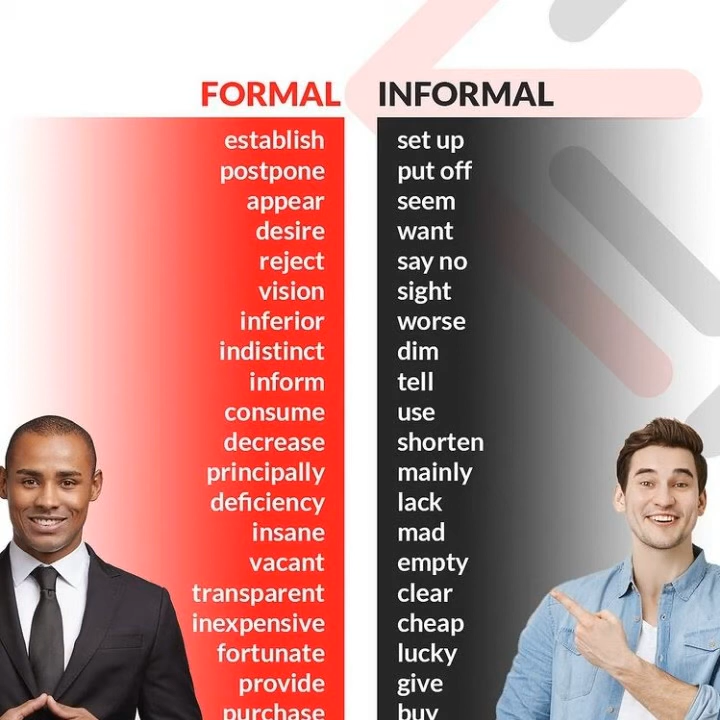 FORMAL INFORMAL
establish set up
postpone put off
appear seem
desire want
reject say no
vision sight
inferior worse
indistinct dim
inform tell
consume use
decrease shorten
principally mainly
deficiency lack
insane mad
vacant empty
transparent clear
inexpensive cheap
fortunate lucky
provide give
purchase buy